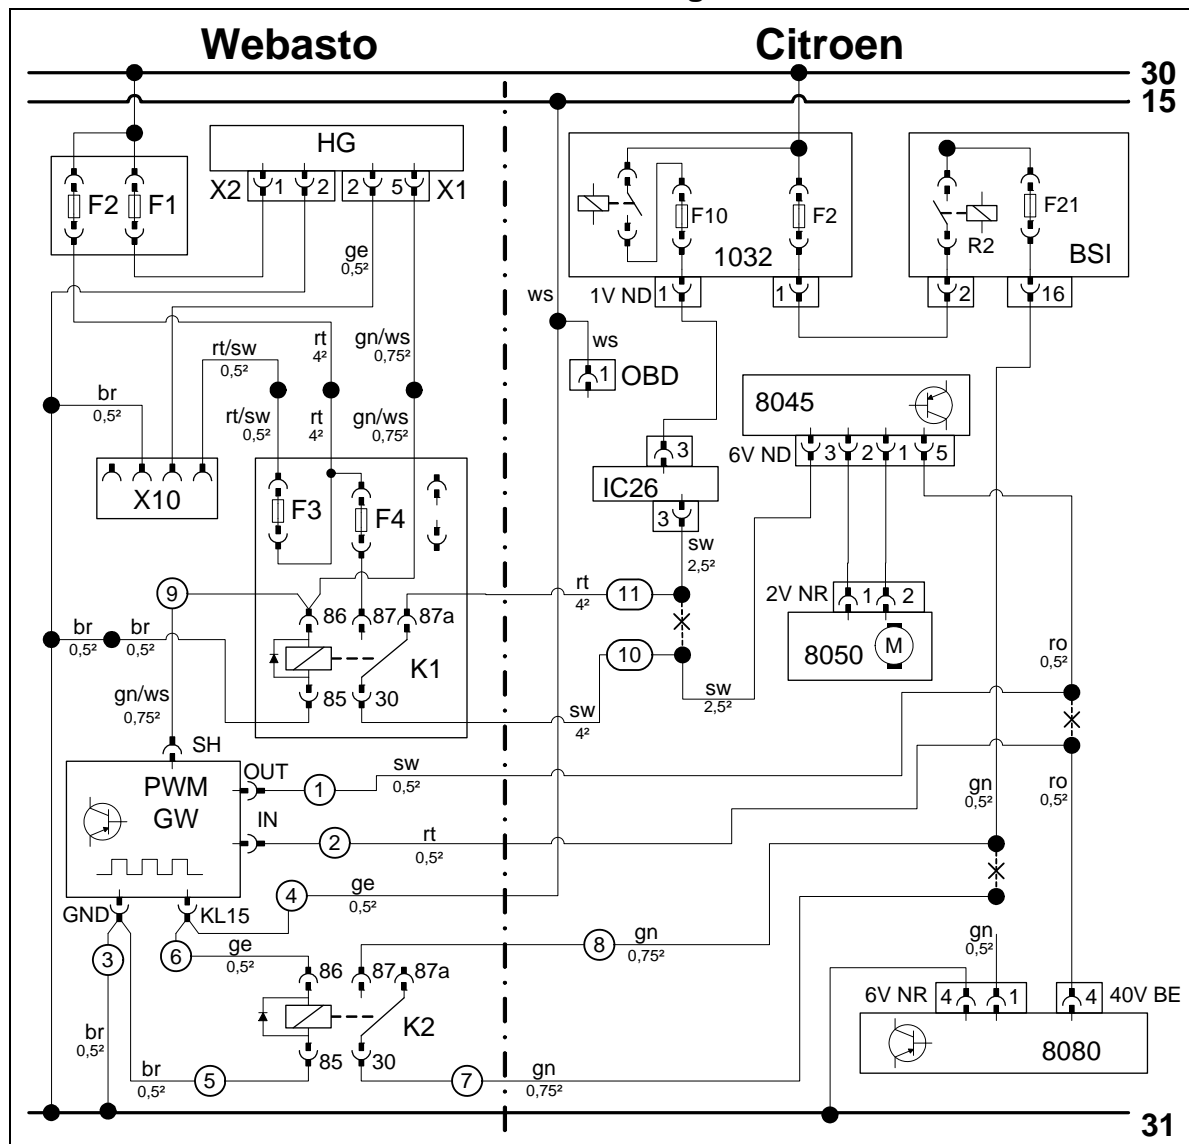 Webasto Citroen
30
15
HG
X2 1 2 2 5 X1
F2 F1
ge
0,5²
F10 F2
1032
1V ND 1 1
F21
R2
BSI
2 16
ws
ws
1 OBD
rt/sw
0,5²
rt
4²
gn/ws
0,75²
br
0,5²
rt/sw
0,5²
rt
4²
gn/ws
0,75²
X10
8045
6V ND 3 2 1 5
3
IC26
3
sw
2,5²
F3 F4
9
86 87 87a
rt
4²
11
2V NR 1 2
8050 M
br
0,5²
br
0,5²
K1
10
ro
0,5²
gn/ws
0,75²
85 30
sw
4²
sw
2,5²
SH
PWM
GW
OUT
1
sw
0,5²
IN
2
rt
0,5²
gn
0,5²
ro
0,5²
4
ge
0,5²
GND KL15
3
6
ge
0,5²
8
gn
0,75²
gn
0,5²
86 87 87a
K2
6V NR 4 1 4 40V BE
8080
br
0,5²
br
0,5²
5
85 30
7
gn
0,75²
31